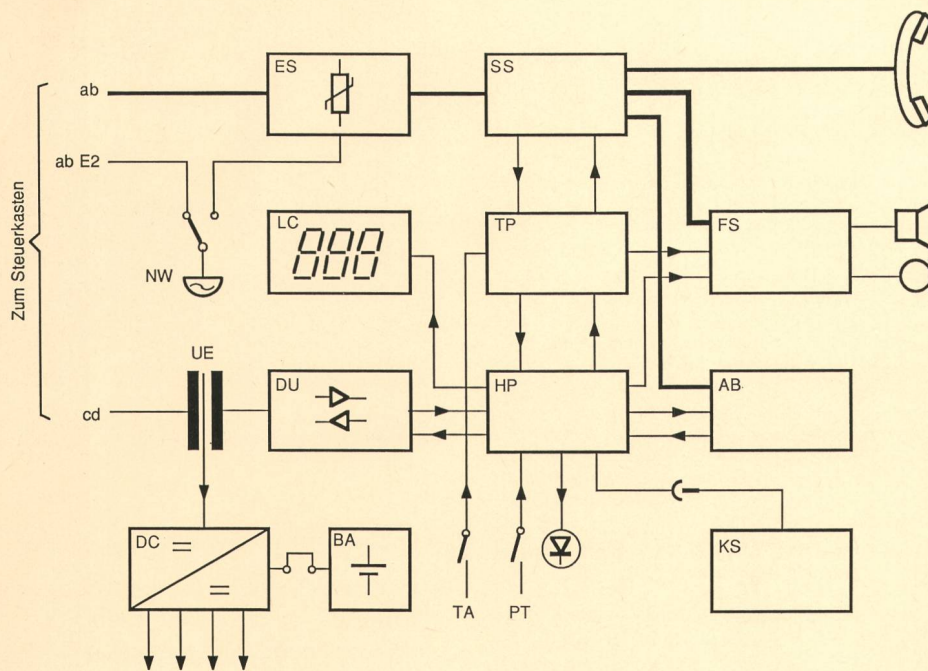 ES
SS
ab
ab E2
Zum Steuerkasten
LC
TP
FS
NW
UE
DU
HP
AB
cd
DC
BA
KS
TA
PT